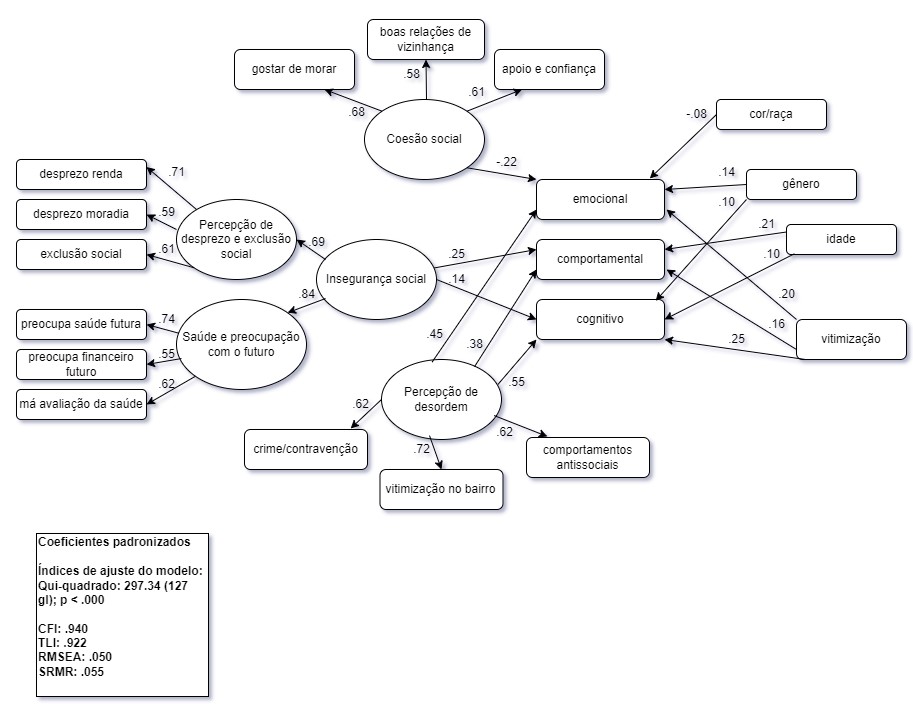 boas relações de
vizinhança
gostar de morar
.58
apoio e confiança
.68
.61
Coesão social
-.22
-.08
cor/raça
desprezo renda
.71
desprezo moradia
.59
exclusão social
.61
Percepção de
desprezo e exclusão
social
.69
Insegurança social
.84
.25
.14
emocional
comportamental
cognitivo
.14
gênero
.10
.21
idade
.10
.20
.16
.25
vitimização
preocupa saúde futura
.74
preocupa financeiro
futuro
.55
má avaliação da saúde
.62
Saúde e preocupação
com o futuro
.45
.38
.55
Percepção de
desordem
.62
crime/contravenção
.72
vitimização no bairro
.62
comportamentos
antissociais
Coeficientes padronizados
Índices de ajuste do modelo:
Qui-quadrado: 297.34 (127
gl); p < .000
CFI: .940
TLI: .922
RMSEA: .050
SRMR: .055